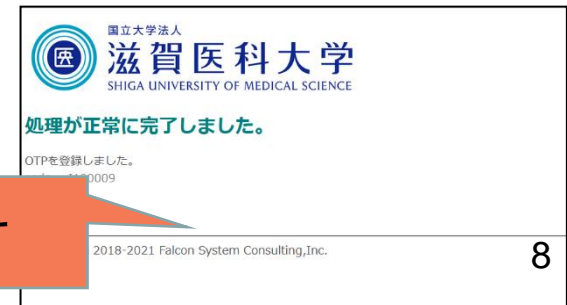 国立大学法人
滋賀医科大学
SHIGA UNIVERSITY OF MEDICAL SCIENCE
処理が正常に完了しました。
OTPを登録しました。
0009
2018-2021 Falcon System Consulting,Inc.
8